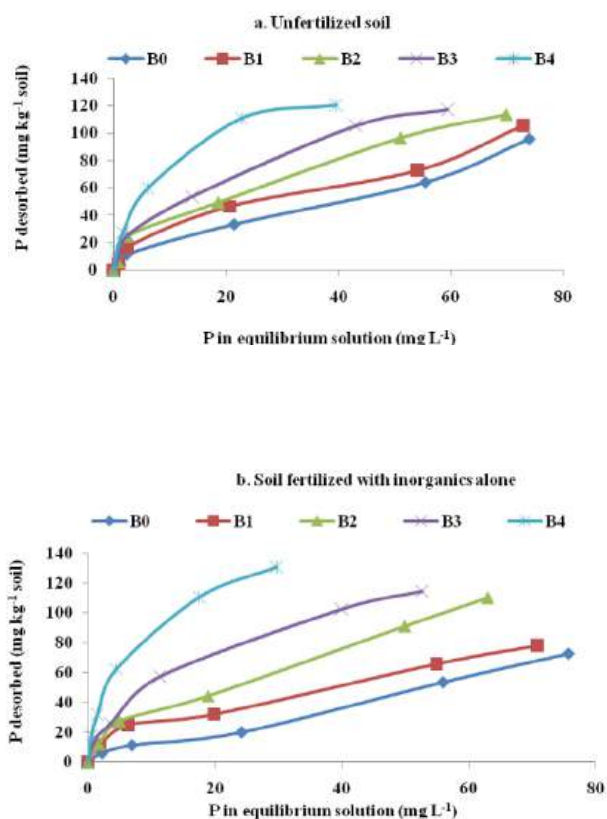 a. Unfertilized soil
B0 B1 B2 B3 B4
P desorbed (mg kg-1 soil)
140
120
100
80
60
40
20
0
0 20 40 60 80
P in equilibrium solution (mg L-1)
b. Soil fertilized with inorganics alone
B0 B1 B2 B3 B4
P desorbed (mg kg-1 soil)
140
120
100
80
60
40
20
0
0 20 40 60 80
P in equilibrium solution (mg L-1)